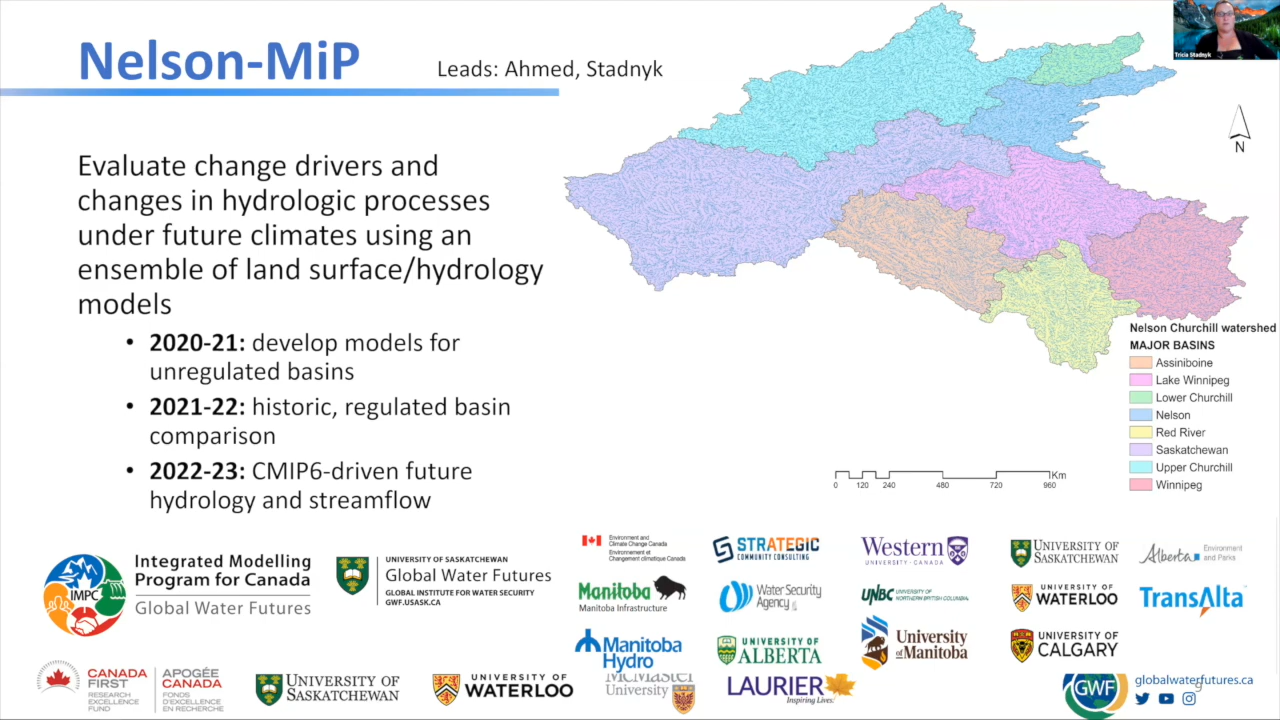 Nelson-MiP
Leads: Ahmed, Stadnyk
Tricia Stadnyk
N
Evaluate change drivers and
changes in hydrologic processes
under future climates using an
ensemble of land surface/hydrology
models
• 2020-21: develop models for
unregulated basins
• 2021-22: historic, regulated basin
comparison
• 2022-23: CMIP6-driven future
hydrology and streamflow
Nelson Churchill watershed
MAJOR BASINS
Assiniboine
Lake Winnipeg
Lower Churchill
Nelson
Red River
Saskatchewan
Upper Churchill
Winnipeg
Km
0 120 240 480 720 960
IMPC
Integrated Modelling
Program for Canada
Global Water Futures
UNIVERSITY OF SASKATCHEWAN
Global Water Futures
GLOBAL INSTITUTE FOR WATER SECURITY
GWF.USASK.CA
Environment and
Climate Change Canada
Environnement et
Changement climatique Canada
STRATEGIC
COMMUNITY CONSULTING
Western
UNIVERSITY · CANADA
UNIVERSITY OF
SASKATCHEWAN
Alberta
Environment
and Parks
Manitoba
Manitoba Infrastructure
Water Security
Agency
UNBC
UNIVERSITY OF
NORTHERN BRITISH COLUMBIA
UNIVERSITY OF
WATERLOO
TransAlta
Manitoba
Hydro
UNIVERSITY OF
ALBERTA
University
of Manitoba
UNIVERSITY OF
CALGARY
CANADA
FIRST
RESEARCH
EXCELLENCE
FUND
APOGÉE
CANADA
FONDS
D'EXCELLENCE
EN RECHERCHE
UNIVERSITY OF
SASKATCHEWAN
UNIVERSITY OF
WATERLOO
McMaster
University
LAURIER
Inspiring Lives.
GWF
globalwaterfutures.ca
9